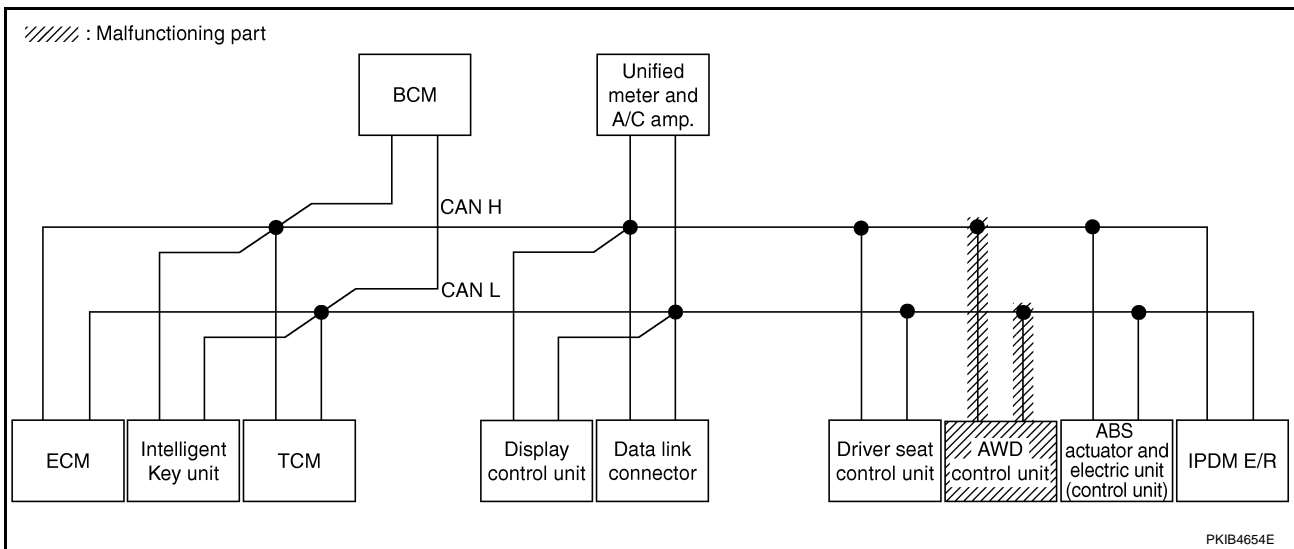 : Malfunctioning part
BCM
Unified
meter and
A/C amp.
CAN H
CAN L
ECM
Intelligent
Key unit
TCM
Display
control unit
Data link
connector
Driver seat
control unit
AWD
control unit
ABS
actuator and
electric unit
(control unit)
IPDM E/R
PKIB4654E